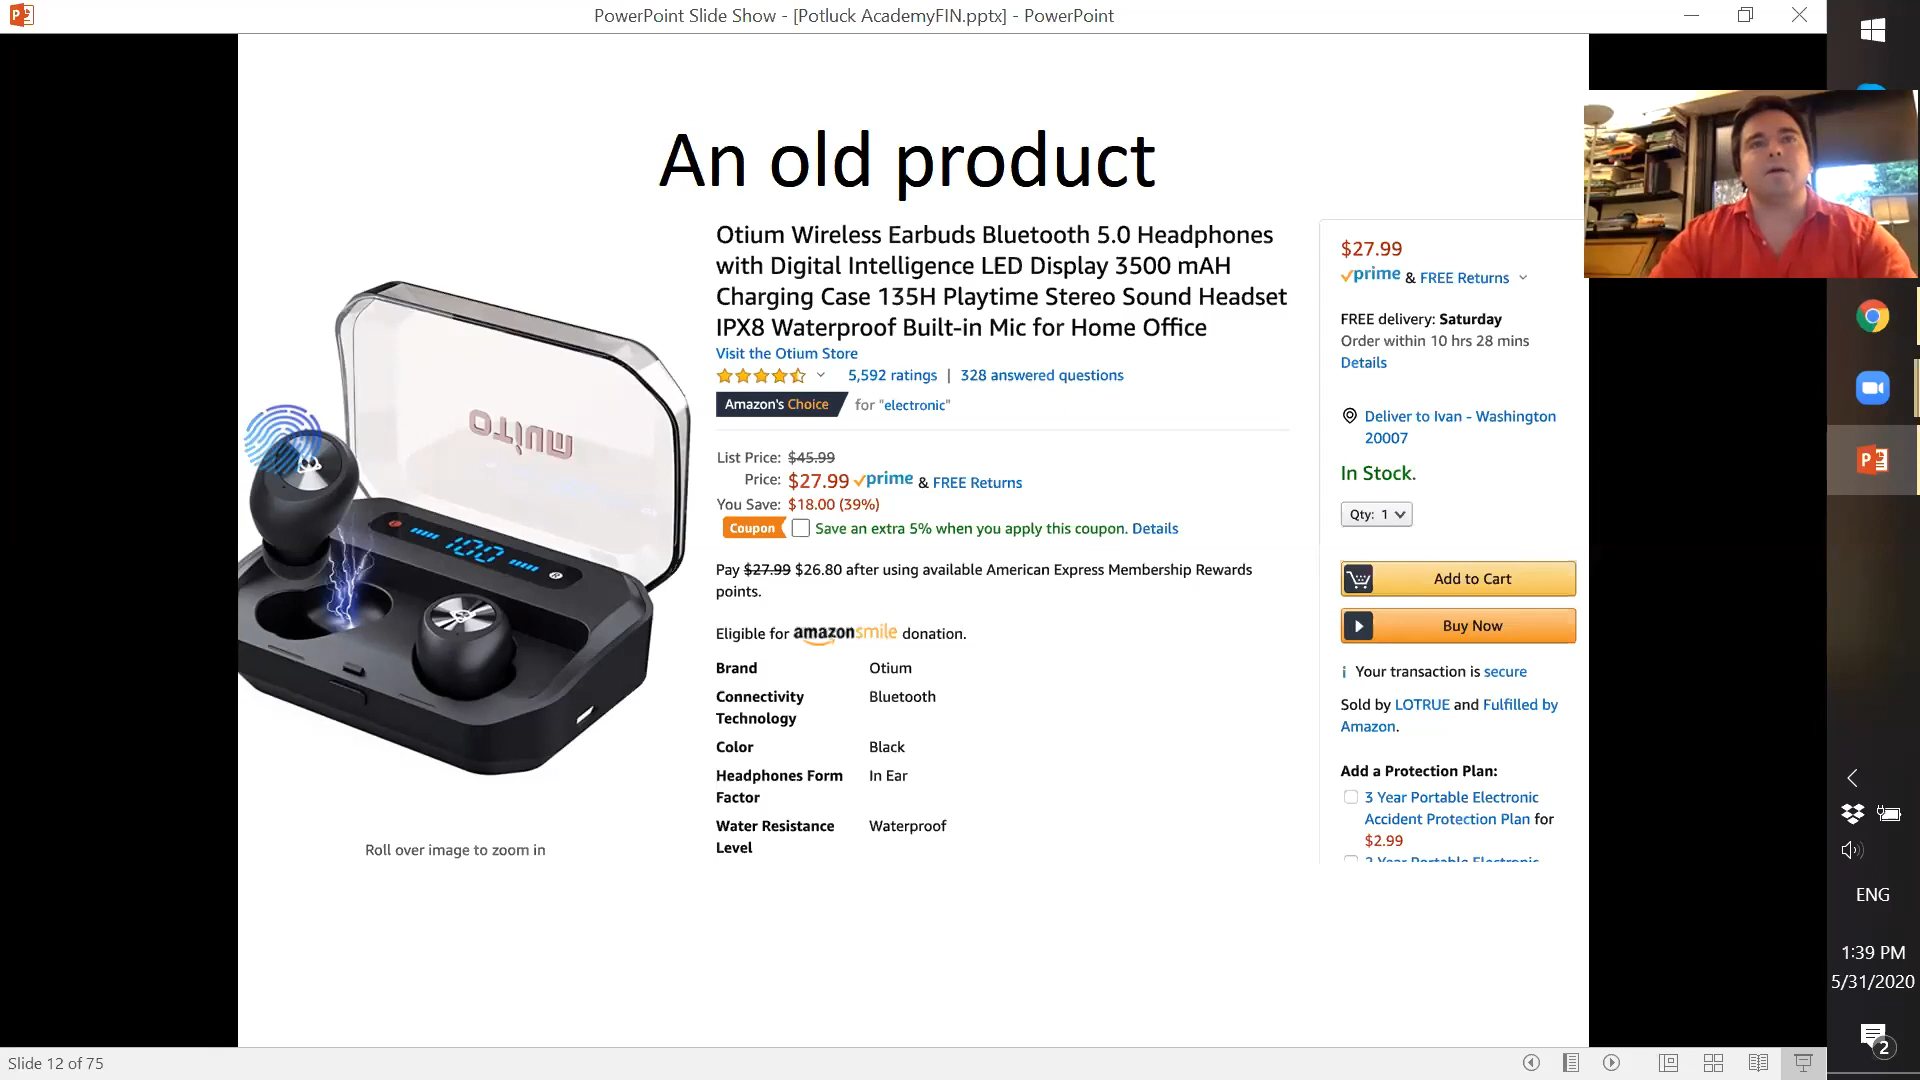 PowerPoint Slide Show - [Potluck AcademyFIN.pptx] - PowerPoint
An old product
Otium Wireless Earbuds Bluetooth 5.0 Headphones
with Digital Intelligence LED Display 3500 mAH
Charging Case 135H Playtime Stereo Sound Headset
IPX8 Waterproof Built-in Mic for Home Office
Visit the Otium Store
5,592 ratings | 328 answered questions
Amazon's Choice for "electronic"
List Price: $45.99
Price: $27.99 prime & FREE Returns
You Save: $18.00 (39%)
Coupon Save an extra 5% when you apply this coupon. Details
Pay $27.99 $26.80 after using available American Express Membership Rewards
points.
Eligible for amazonsmile donation.
Brand Otium
Connectivity Bluetooth
Technology
Color Black
Headphones Form In Ear
Factor
Water Resistance Waterproof
Level
OTIUM
100
Roll over image to zoom in
$27.99
prime & FREE Returns
FREE delivery: Saturday
Order within 10 hrs 28 mins
Details
Deliver to Ivan - Washington
20007
In Stock.
Qty: 1
Add to Cart
Buy Now
Your transaction is secure
Sold by LOTRUE and Fulfilled by
Amazon.
Add a Protection Plan:
3 Year Portable Electronic
Accident Protection Plan for
$2.99
2 Year Portable Electronic
ENG
1:39 PM
5/31/2020
2
Slide 12 of 75